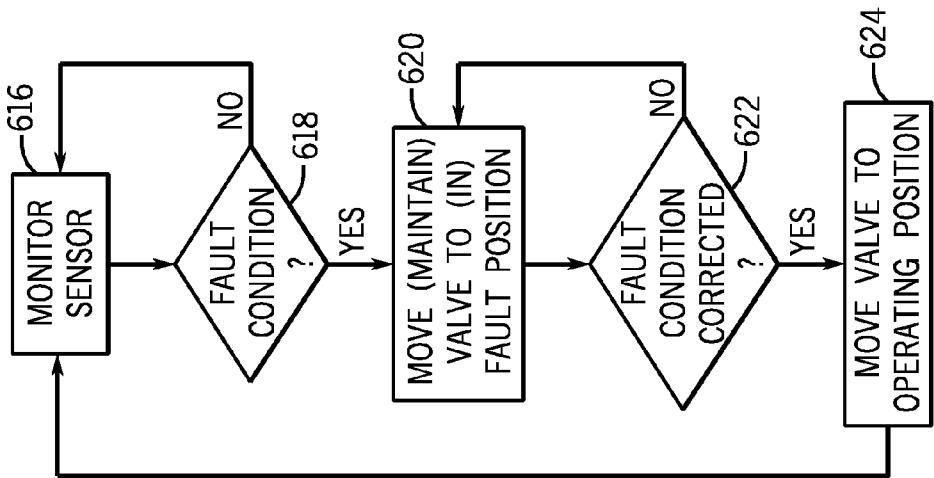 616
MONITOR
SENSOR
NO
618
FAULT
CONDITION
?
YES
620
MOVE (MAINTAIN)
VALVE TO (IN)
FAULT POSITION
NO
622
FAULT
CONDITION
CORRECTED
?
YES
624
MOVE VALVE TO
OPERATING POSITION